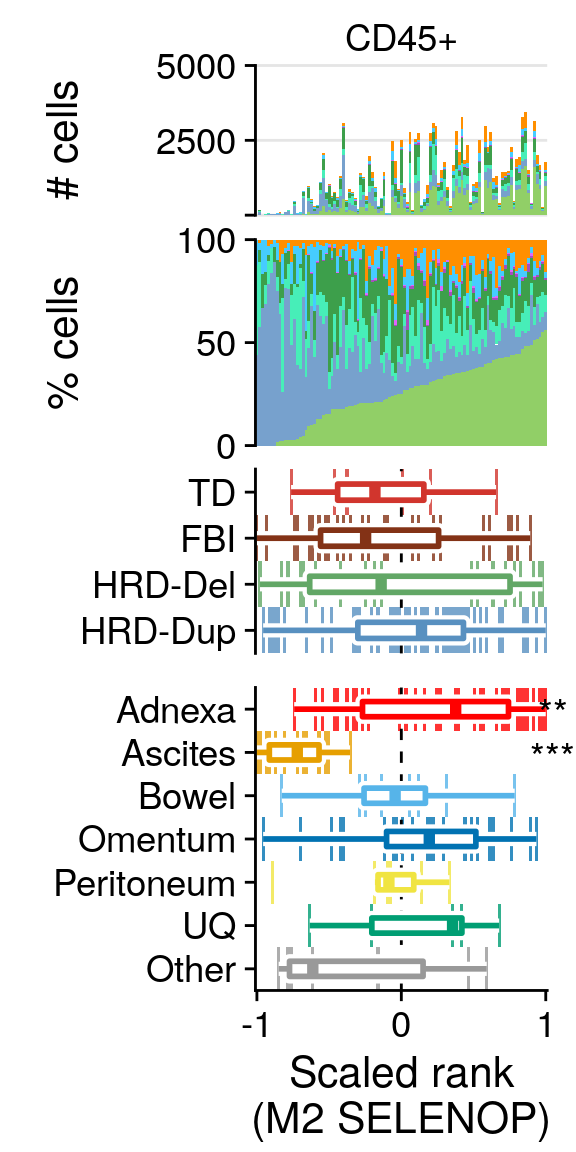 CD45+
5000
2500
# cells
100
50
0
% cells
TD
FBI
HRD-Del
HRD-Dup
Adnexa **
Ascites ***
Bowel
Omentum
Peritoneum
UQ
Other
-1 0 1
Scaled rank
(M2 SELENOP)